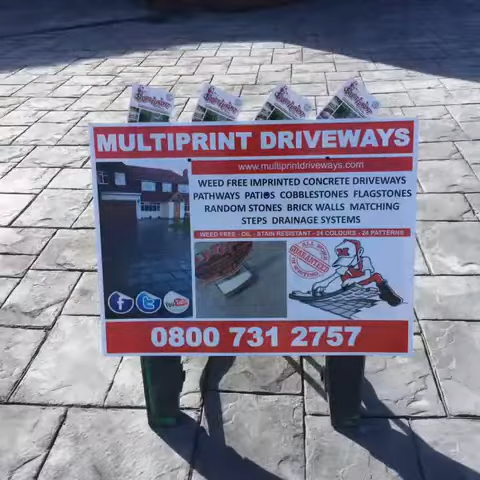 MULTIPRINT DRIVEWAYS
www.multiprintdriveways.com
WEED FREE IMPRINTED CONCRETE DRIVEWAYS
PATHWAYS PATIOS COBBLESTONES FLAGSTONES
RANDOM STONES BRICK WALLS MATCHING
STEPS DRAINAGE SYSTEMS
WEED FREE - OIL - STAIN RESISTANT - 24 COLOURS - 24 PATTERNS
GUARANTEED
0800 731 2757